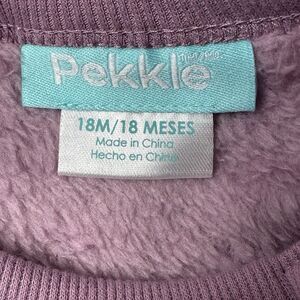 Pekkle
18M/18 MESES
Made in China
Hecho en China